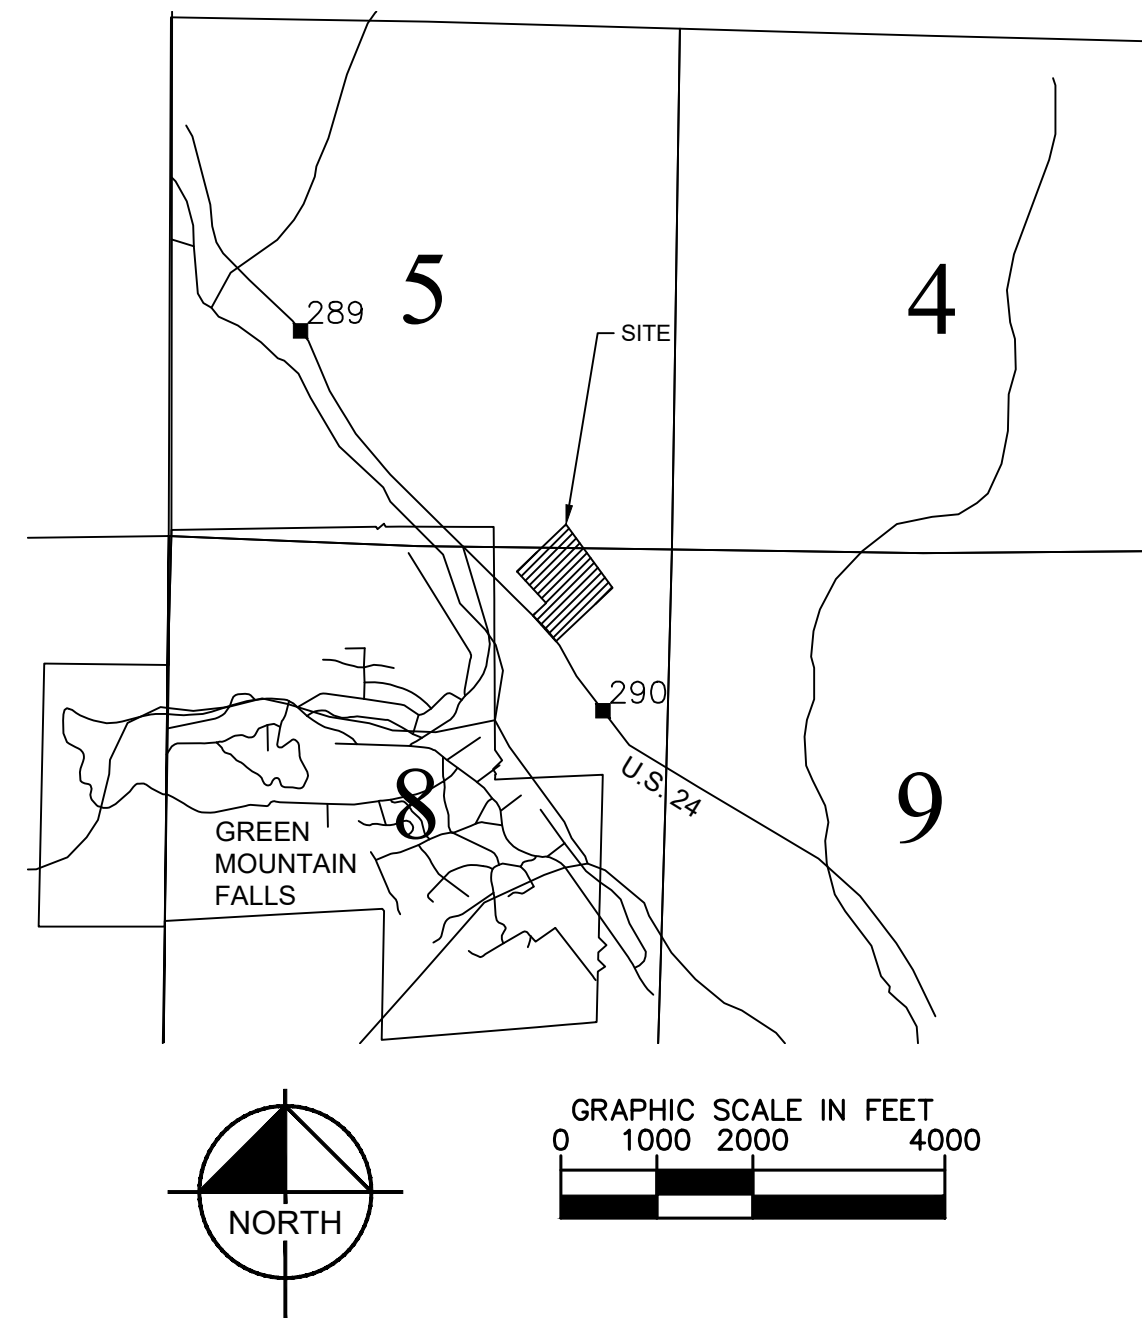 5
4
289
SITE
290
U.S. 24
8
9
GREEN
MOUNTAIN
FALLS
GRAPHIC SCALE IN FEET
0 1000 2000 4000
NORTH